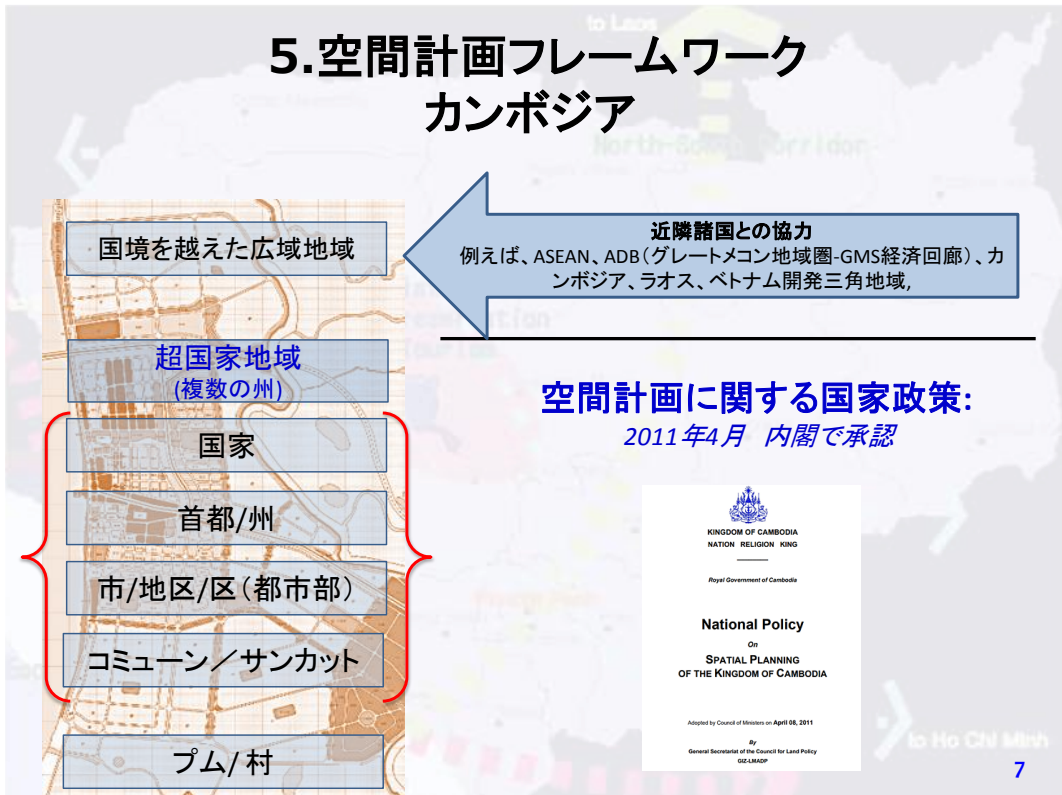 to Laos
5.空間計画フレームワーク
カンボジア
North-South Corridor
国境を越えた広域地域
近隣諸国との協力
例えば、ASEAN、ADB（グレートメコン地域圏-GMS経済回廊）、カ
ンボジア、ラオス、ベトナム開発三角地域,
超国家地域
(複数の州)
国家
首都/州
市/地区/区（都市部）
コミューン／サンカット
プム/ 村
空間計画に関する国家政策:
2011年4月　内閣で承認
KINGDOM OF CAMBODIA
NATION RELIGION KING
Royal Government of Cambodia
National Policy
On
SPATIAL PLANNING
OF THE KINGDOM OF CAMBODIA
Adopted by Council of Ministers on April 08, 2011
By
General Secretariat of the Council for Land Policy
GIZ-LMADP
to Ho Chi Minh
7